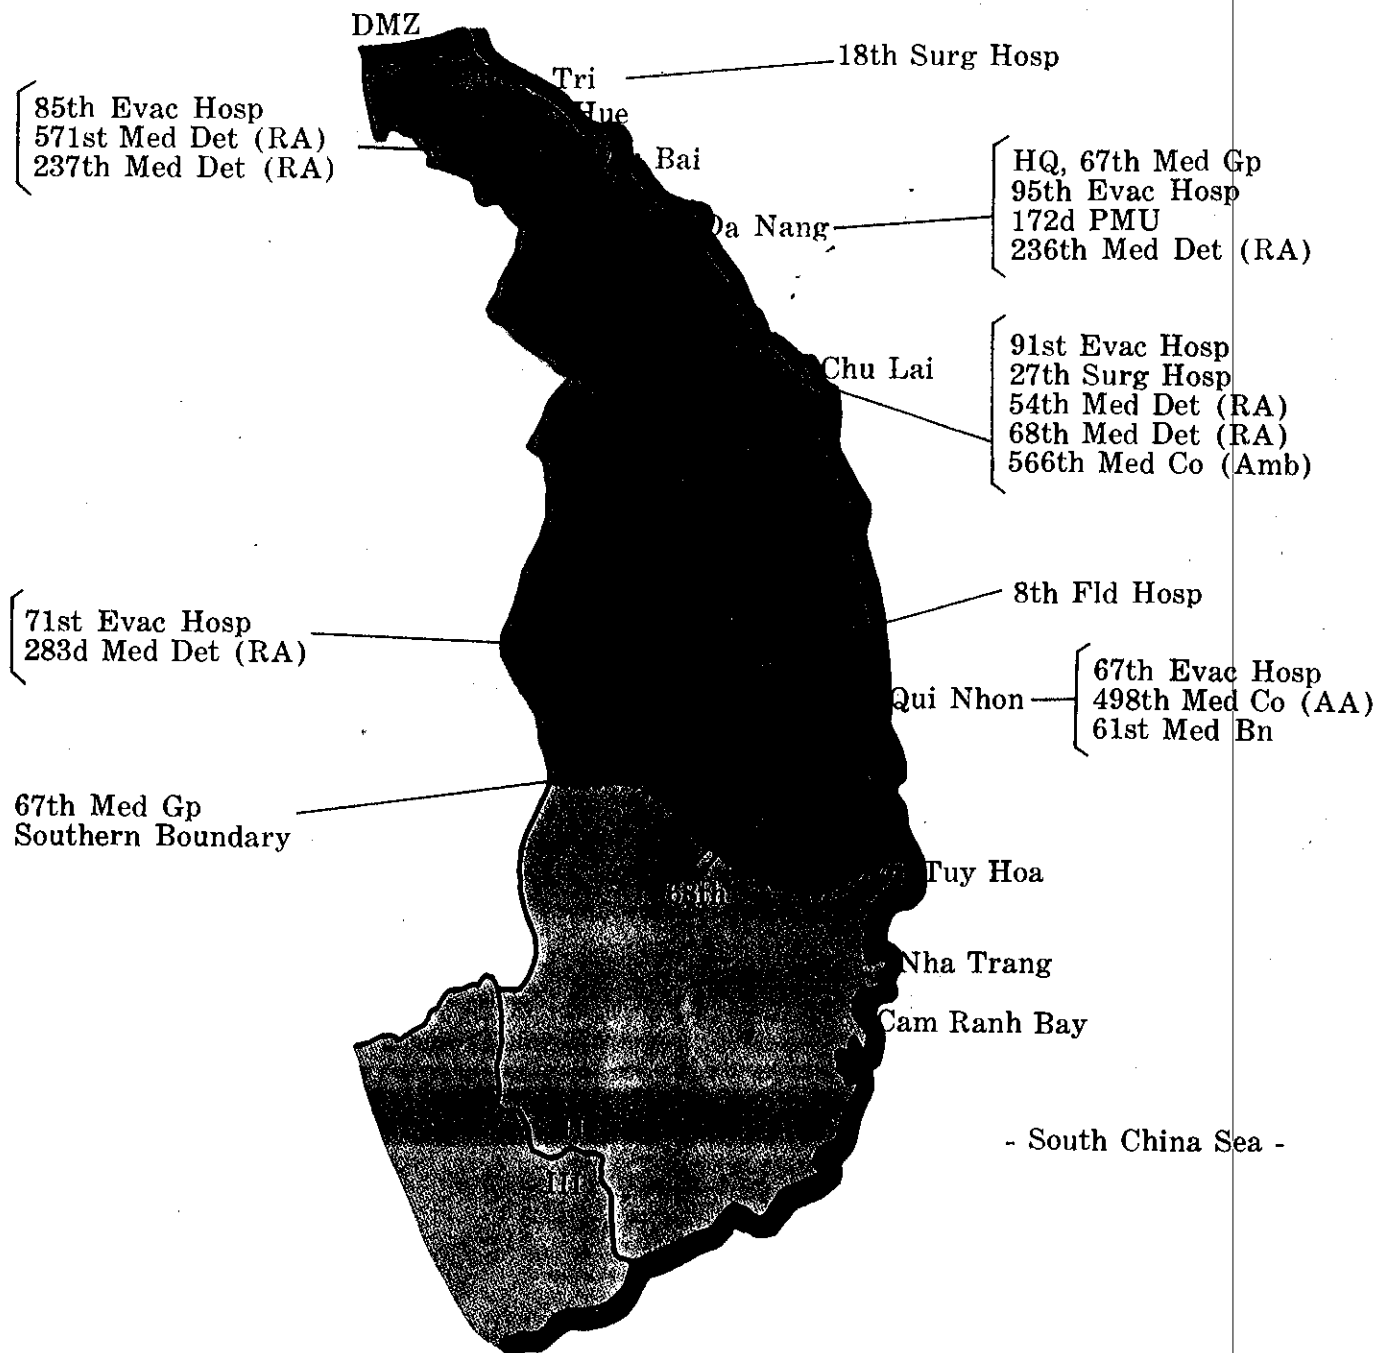 DMZ
Tri
18th Surg Hosp
Hue
85th Evac Hosp
571st Med Det (RA)
237th Med Det (RA)
Bai
HQ, 67th Med Gp
95th Evac Hosp
172d PMU
236th Med Det (RA)
Da Nang
91st Evac Hosp
27th Surg Hosp
54th Med Det (RA)
68th Med Det (RA)
566th Med Co (Amb)
Chu Lai
8th Fld Hosp
71st Evac Hosp
283d Med Det (RA)
67th Evac Hosp
498th Med Co (AA)
61st Med Bn
Qui Nhon
67th Med Gp
Southern Boundary
Tuy Hoa
68th
Nha Trang
Cam Ranh Bay
II
- South China Sea -
III